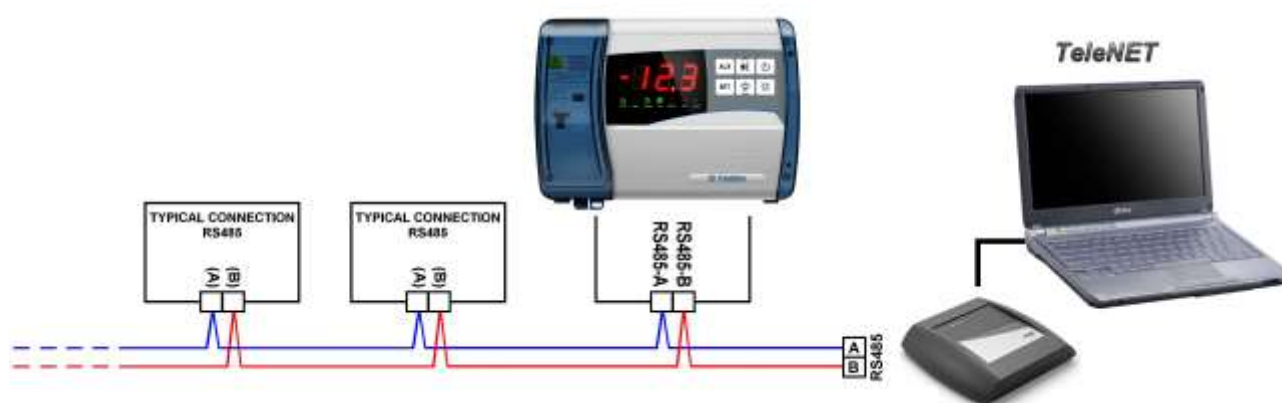 TeleNET
-12.3
TYPICAL CONNECTION
RS485
(A)
(B)
TYPICAL CONNECTION
RS485
(A)
(B)
RS485-A
RS485-B
A
B
RS485